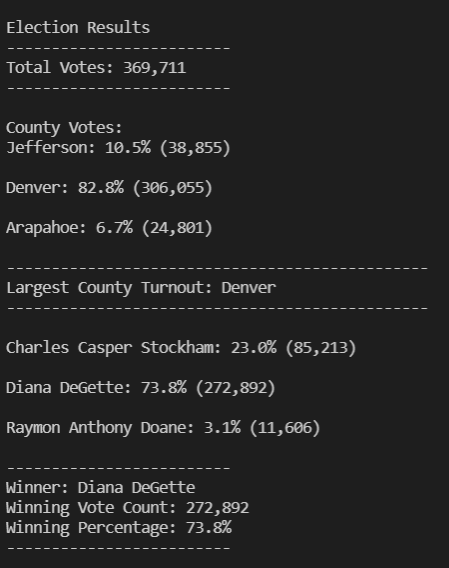 Election Results
-------------------------
Total Votes: 369,711
-------------------------
County Votes:
Jefferson: 10.5% (38,855)
Denver: 82.8% (306,055)
Arapahoe: 6.7% (24,801)
-----------------------------------------------
Largest County Turnout: Denver
-----------------------------------------------
Charles Casper Stockham: 23.0% (85,213)
Diana DeGette: 73.8% (272,892)
Raymon Anthony Doane: 3.1% (11,606)
-------------------------
Winner: Diana DeGette
Winning Vote Count: 272,892
Winning Percentage: 73.8%
-------------------------